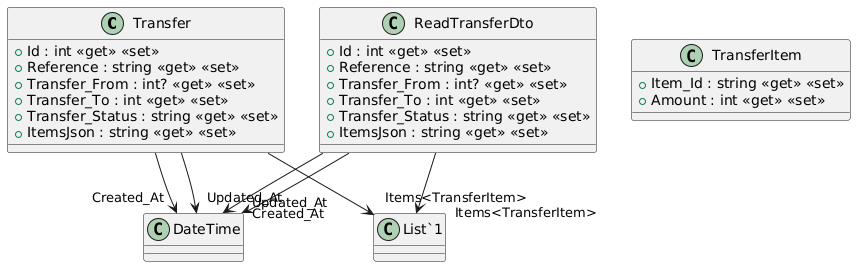 Transfer
Id : int «get» «set»
Reference : string «get» «set»
Transfer_From : int? «get» «set»
Transfer_To : int «get» «set»
Transfer_Status : string «get» «set»
ItemsJson : string «get» «set»
ReadTransferDto
Id : int «get» «set»
Reference : string «get» «set»
Transfer_From : int? «get» «set»
Transfer_To : int «get» «set»
Transfer_Status : string «get» «set»
ItemsJson : string «get» «set»
TransferItem
Item_Id : string «get» «set»
Amount : int «get» «set»
Created_At
Updated_At
Updated_At
Created_At
Items<TransferItem>
Items<TransferItem>
DateTime
List`1